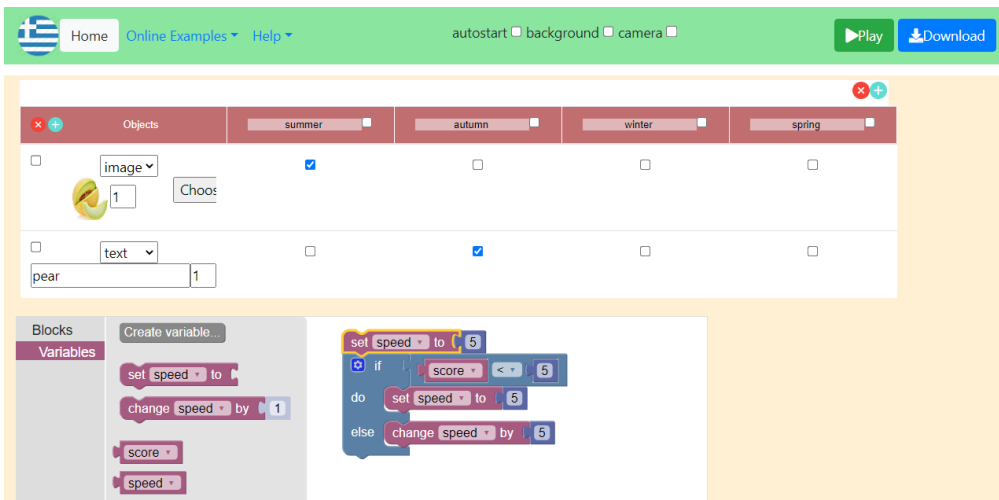 Home Online Examples Help autostart background camera Play Download
Objects summer autumn winter spring
image
1 Choos
text
pear 1
Blocks
Variables
Create variable...
set speed to
change speed by 1
score
speed
set speed to 5
if score < 5
do set speed to 5
else change speed by 5